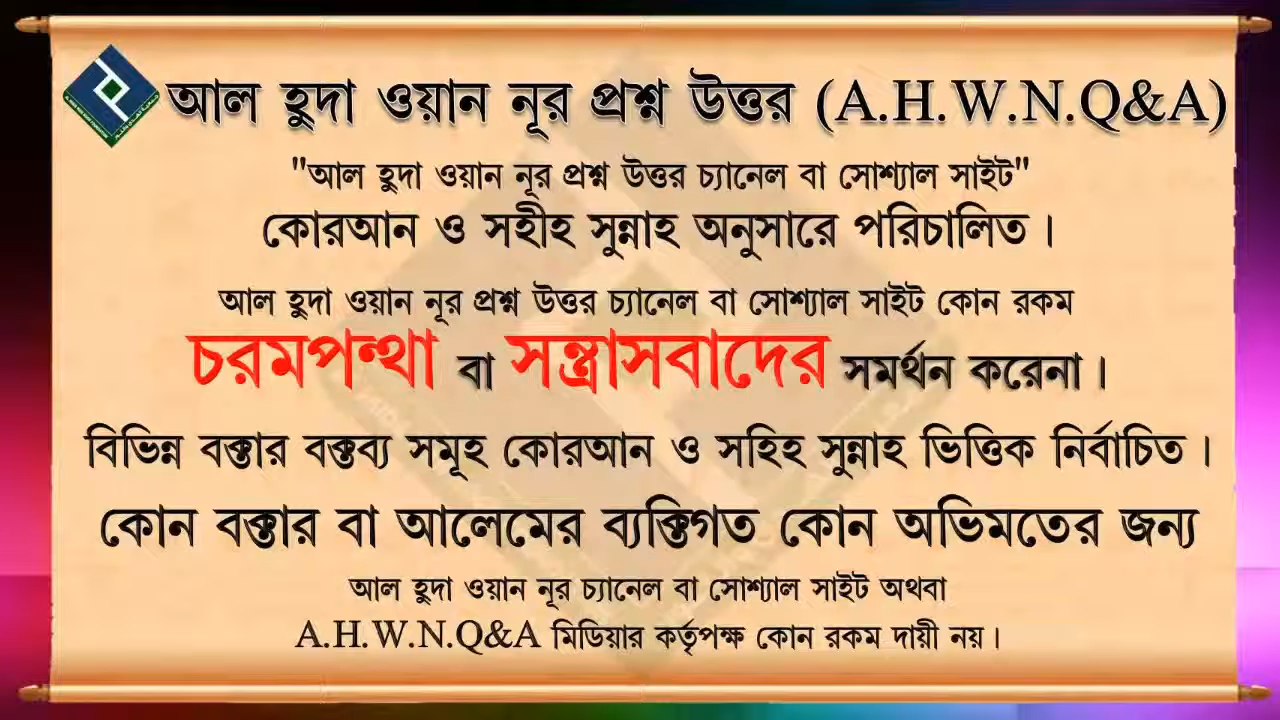 আল হুদা ওয়ান নূর প্রশ্ন উত্তর (A.H.W.N.Q&A)
"আল হুদা ওয়ান নূর প্রশ্ন উত্তর চ্যানেল বা সোশ্যাল সাইট"
কোরআন ও সহীহ সুন্নাহ অনুসারে পরিচালিত।
আল হুদা ওয়ান নূর প্রশ্ন উত্তর চ্যানেল বা সোশ্যাল সাইট কোন রকম
চরমপন্থা বা সন্ত্রাসবাদের সমর্থন করেনা।
বিভিন্ন বক্তার বক্তব্য সমূহ কোরআন ও সহিহ সুন্নাহ ভিত্তিক নির্বাচিত।
কোন বক্তার বা আলেমের ব্যক্তিগত কোন অভিমতের জন্য
আল হুদা ওয়ান নূর চ্যানেল বা সোশ্যাল সাইট অথবা
A.H.W.N.Q&A মিডিয়ার কর্তৃপক্ষ কোন রকম দায়ী নয়।